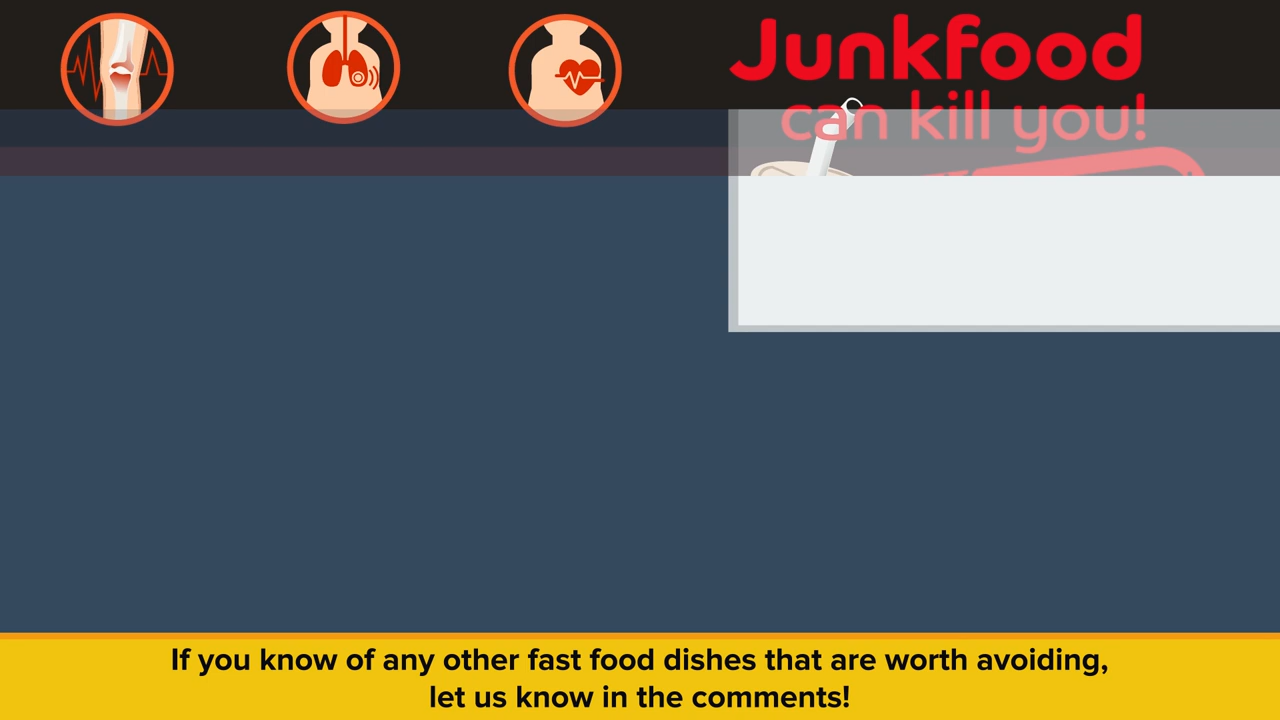 Junkfood
can kill you!
If you know of any other fast food dishes that are worth avoiding,
let us know in the comments!